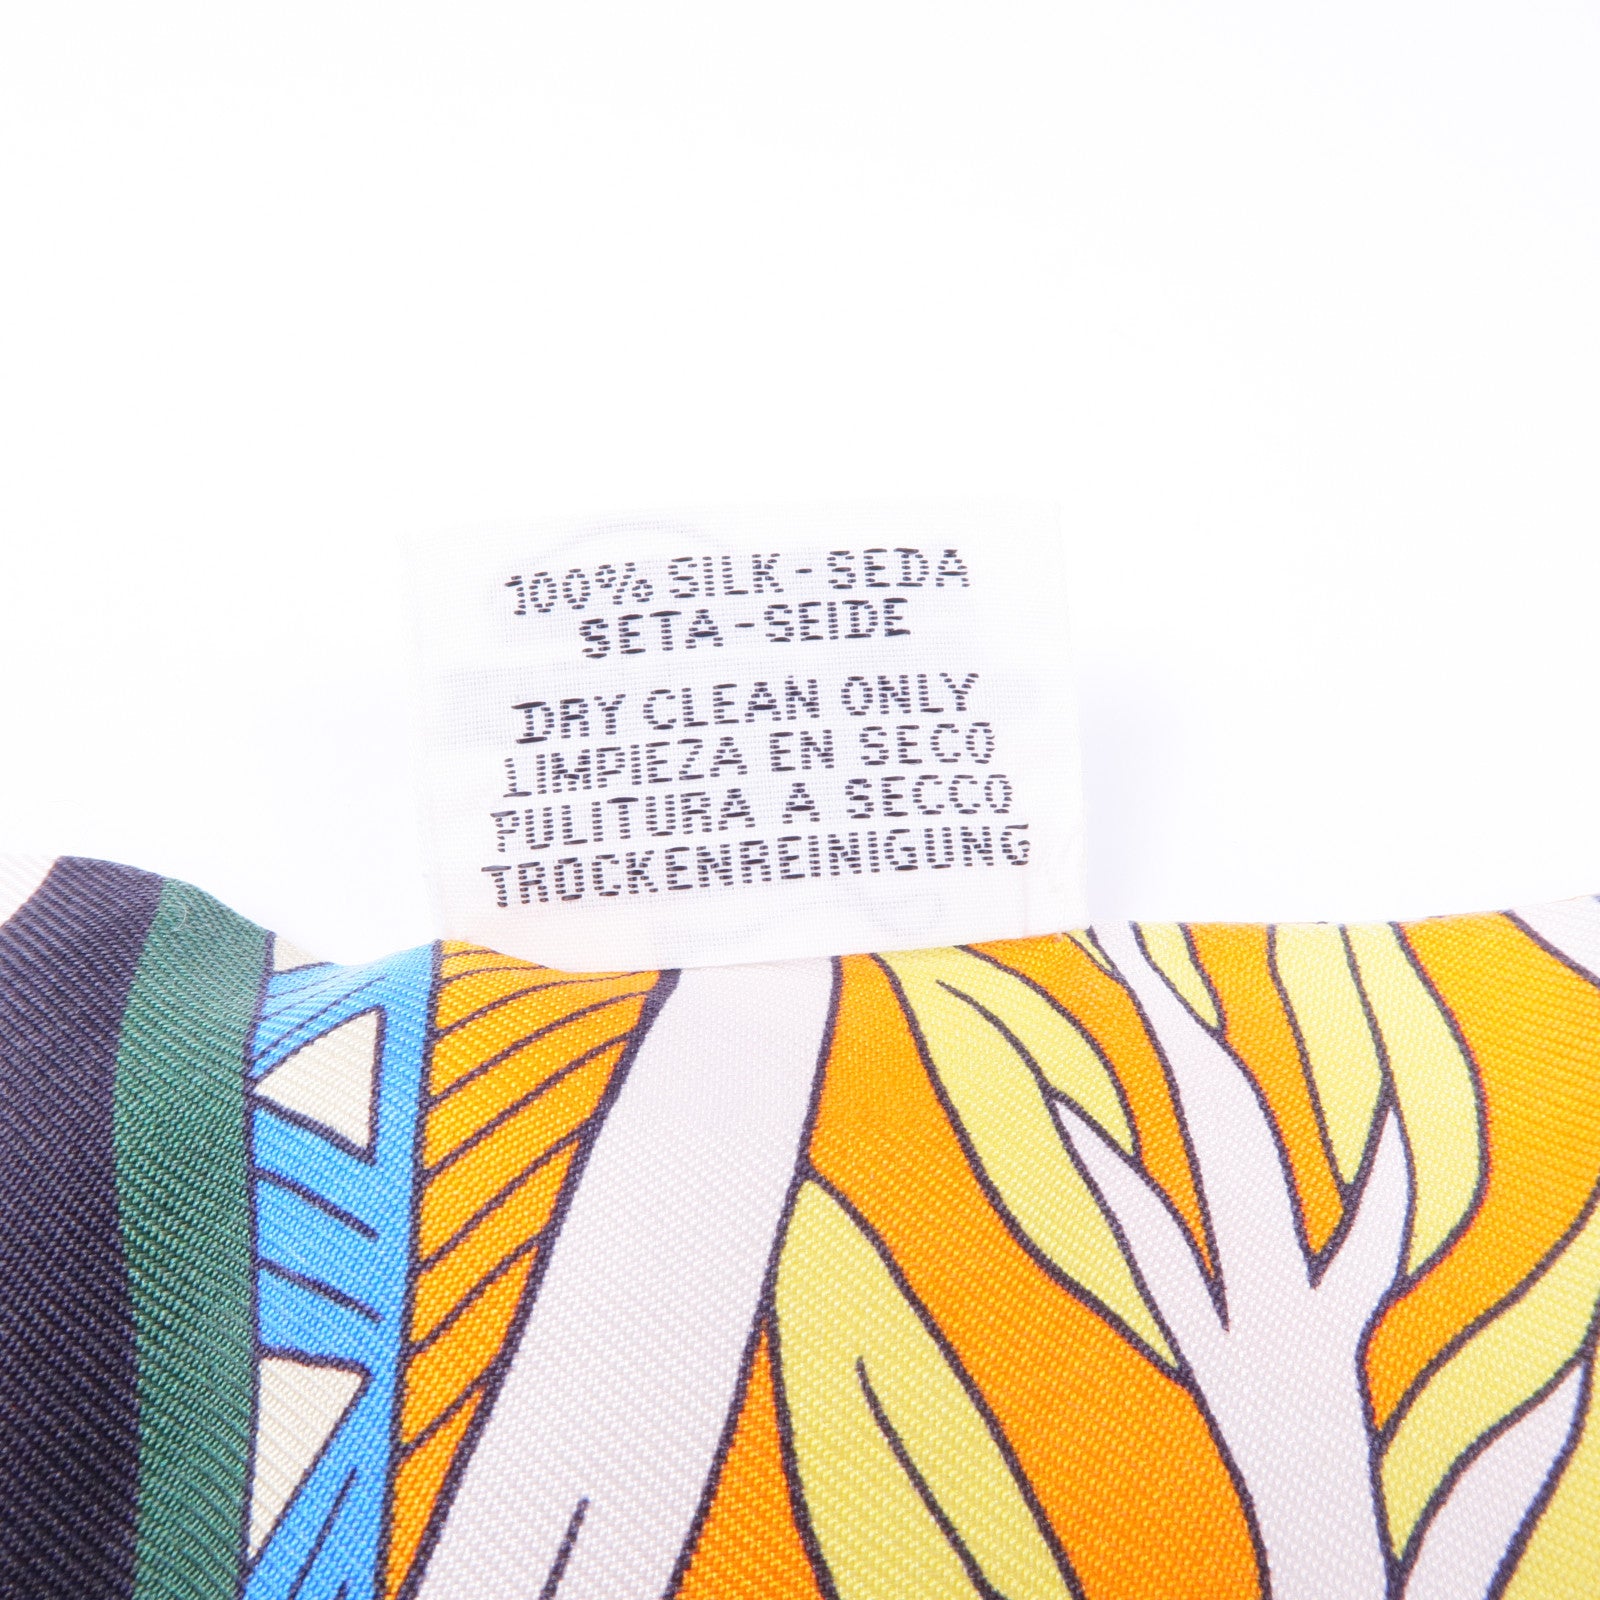 100% SILK - SEDA
SETA - SEIDE
DRY CLEAN ONLY
LIMPIEZA EN SECO
PULITURA A SECCO
TROCKENREINIGUNG